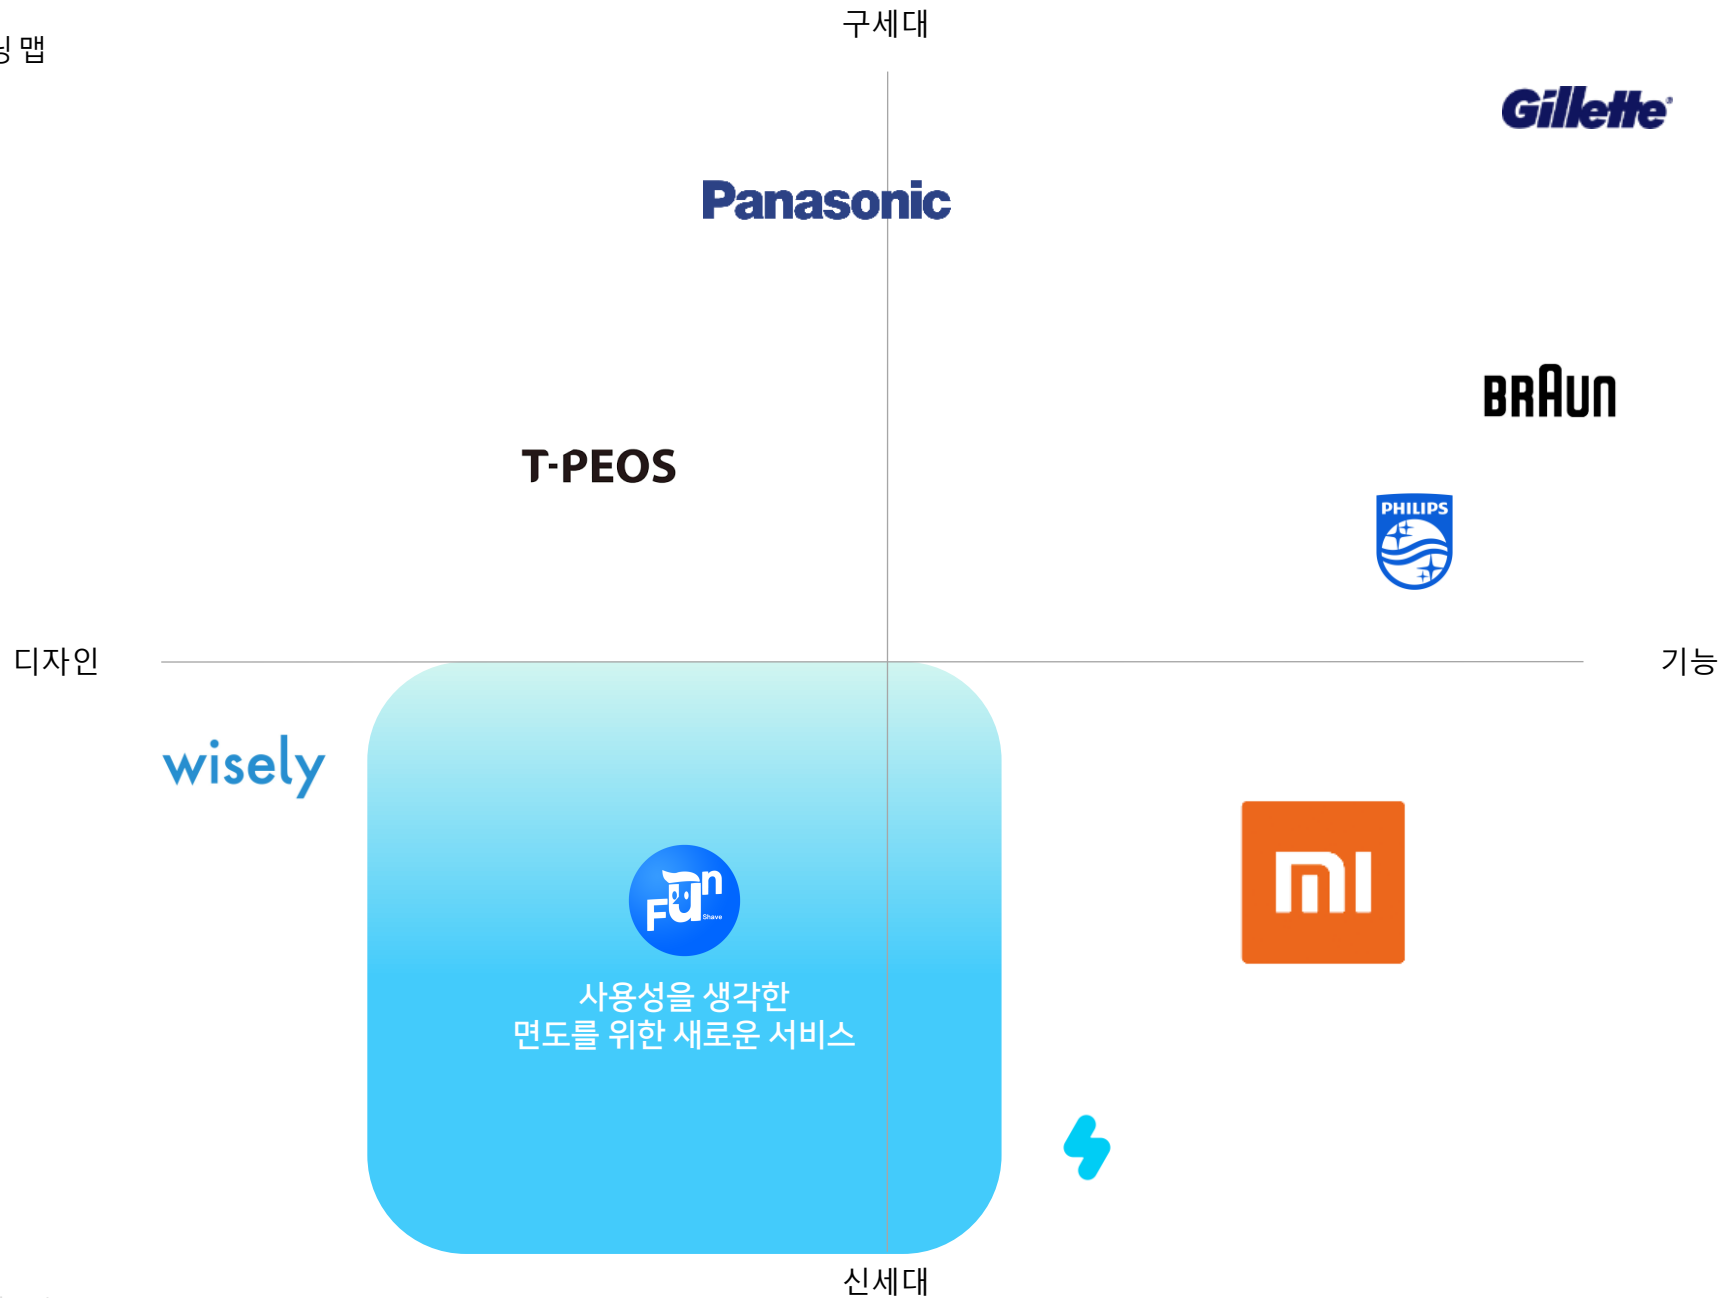 구세대
맵
Gillette
Panasonic
BRAUN
T-PEOS
PHILIPS
디자인
기능
wisely
mi
Fun
Shave
사용성을 생각한
면도를 위한 새로운 서비스
신세대